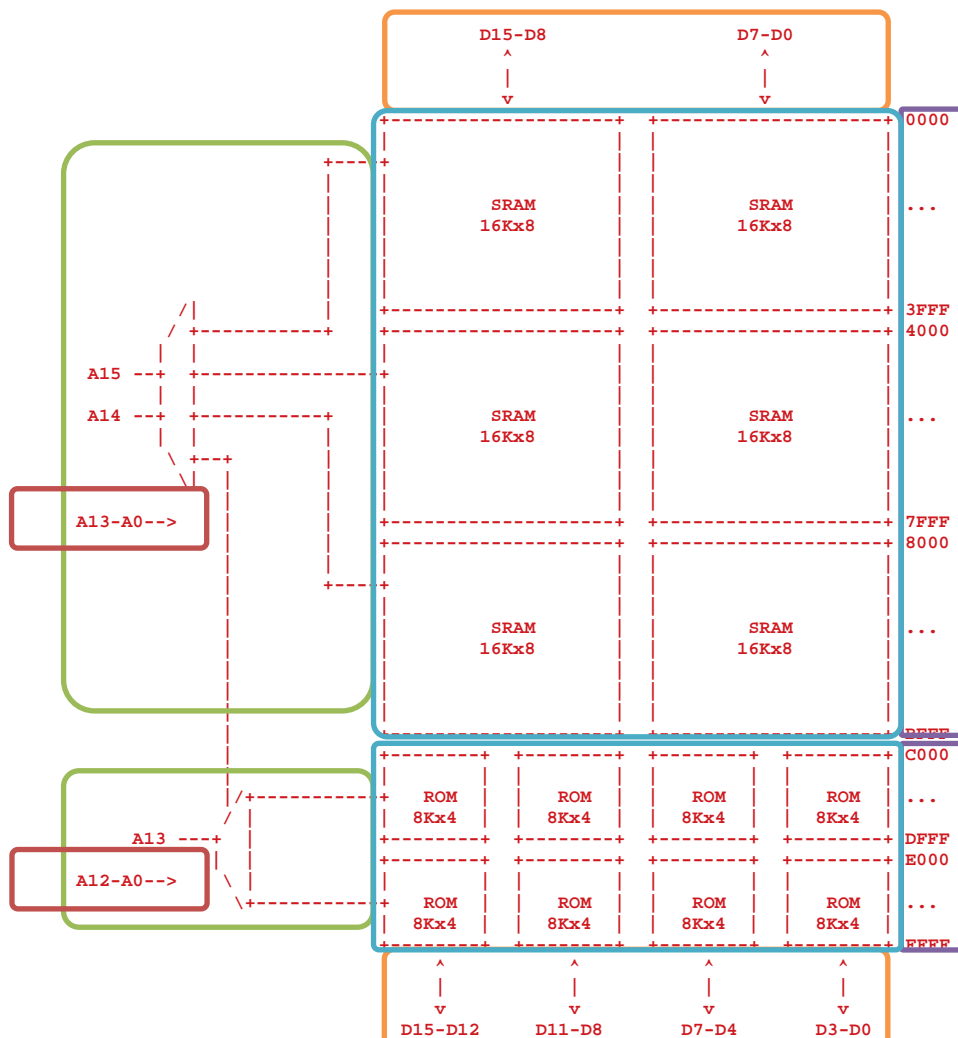 D15-D8 D7-D0
0000
SRAM SRAM ...
16Kx8 16Kx8
3FFF
4000
A15
A14 SRAM SRAM ...
16Kx8 16Kx8
A13-A0--> 7FFF
8000
SRAM SRAM ...
16Kx8 16Kx8
BFFF
C000
ROM ROM ROM ROM ...
8Kx4 8Kx4 8Kx4 8Kx4
A13 DFFF
E000
A12-A0-->
ROM ROM ROM ROM ...
8Kx4 8Kx4 8Kx4 8Kx4
FFFF
D15-D12 D11-D8 D7-D4 D3-D0